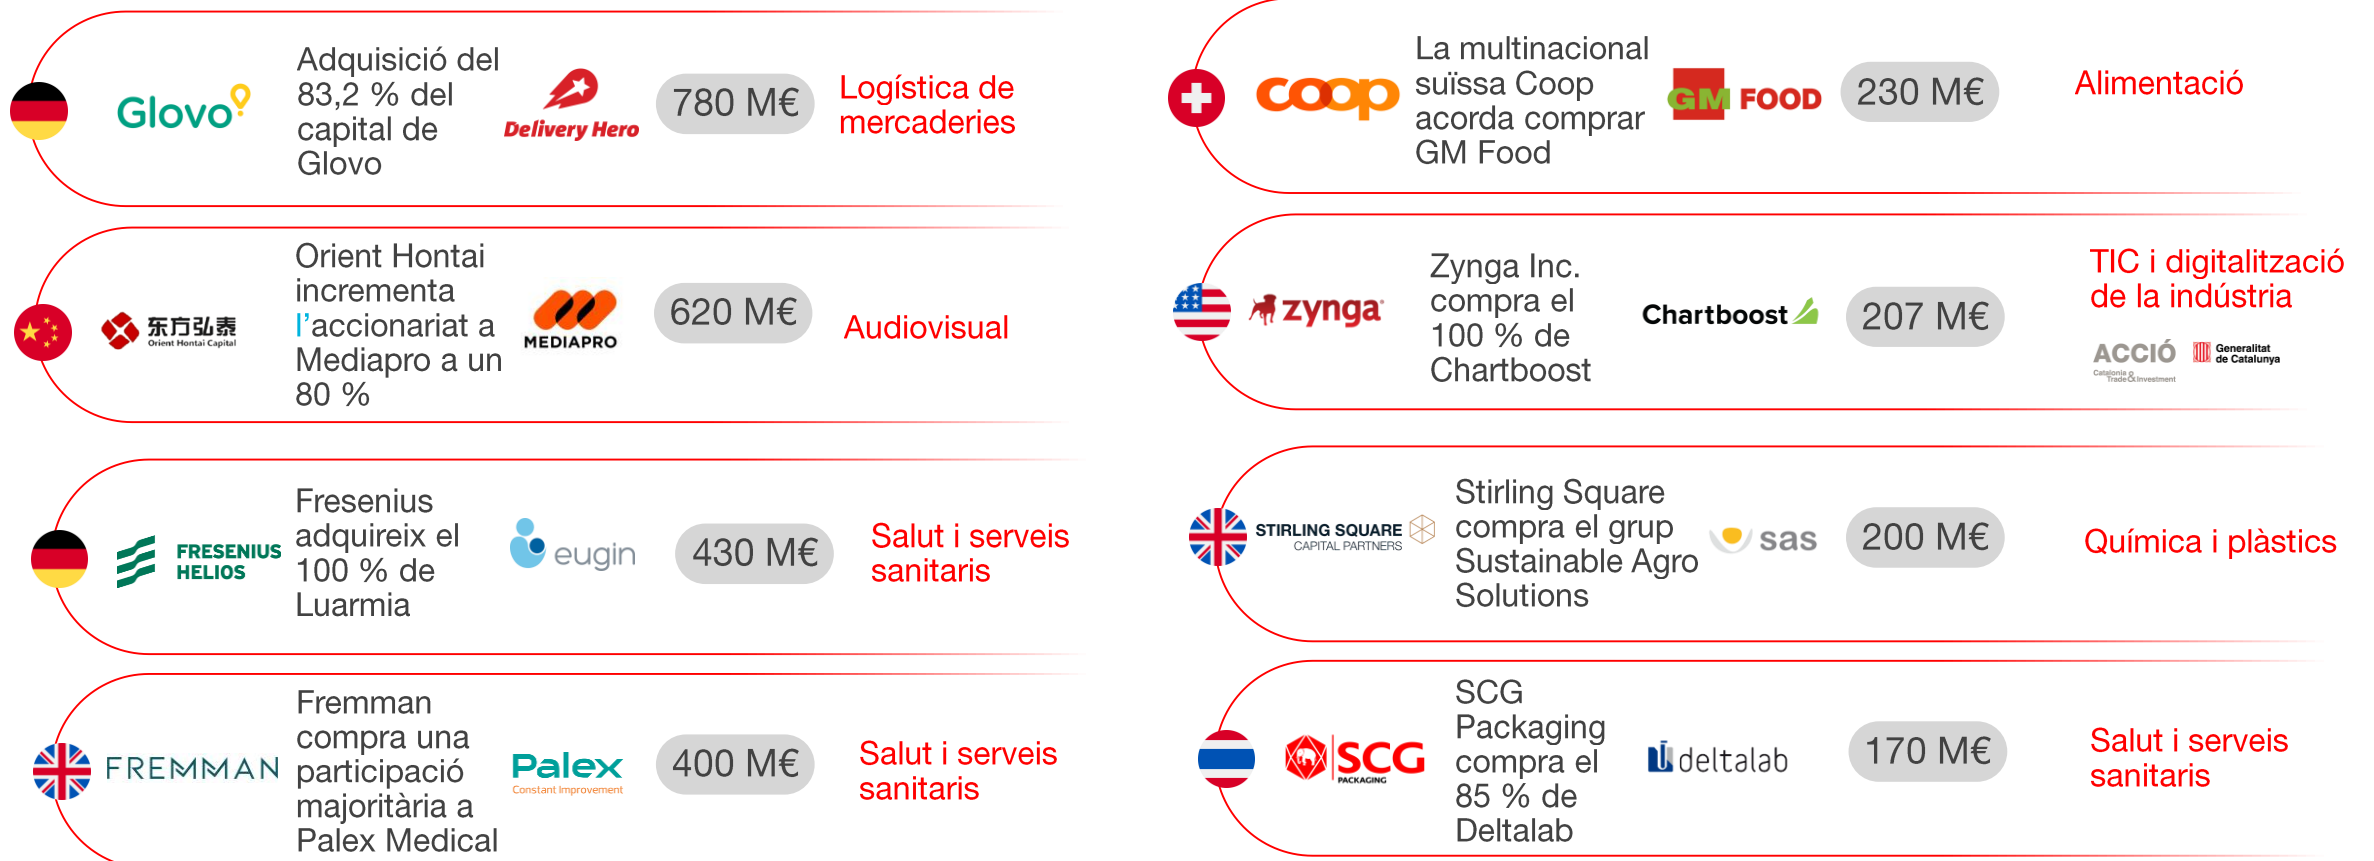 Glovo
Adquisició del
83,2 % del
capital de
Glovo
Delivery Hero
780 M€
Logística de
mercaderies
东方弘泰
Orient Hontai Capital
Orient Hontai
incrementa
l’accionariat a
Mediapro a un
80 %
MEDIAPRO
620 M€
Audiovisual
FRESENIUS
HELIOS
Fresenius
adquireix el
100 % de
Luarmia
eugin
430 M€
Salut i serveis
sanitaris
FREMMAN
Fremman
compra una
participació
majoritària a
Palex Medical
Palex
Constant Improvement
400 M€
Salut i serveis
sanitaris
coop
La multinacional
suïssa Coop
acorda comprar
GM Food
GM FOOD
230 M€
Alimentació
zynga
Zynga Inc.
compra el
100 % de
Chartboost
Chartboost
207 M€
TIC i digitalització
de la indústria
ACCIÓ
Catalonia
Trade & Investment
Generalitat
de Catalunya
STIRLING SQUARE
CAPITAL PARTNERS
Stirling Square
compra el grup
Sustainable Agro
Solutions
sas
200 M€
Química i plàstics
SCG
PACKAGING
SCG
Packaging
compra el
85 % de
Deltalab
deltalab
170 M€
Salut i serveis
sanitaris